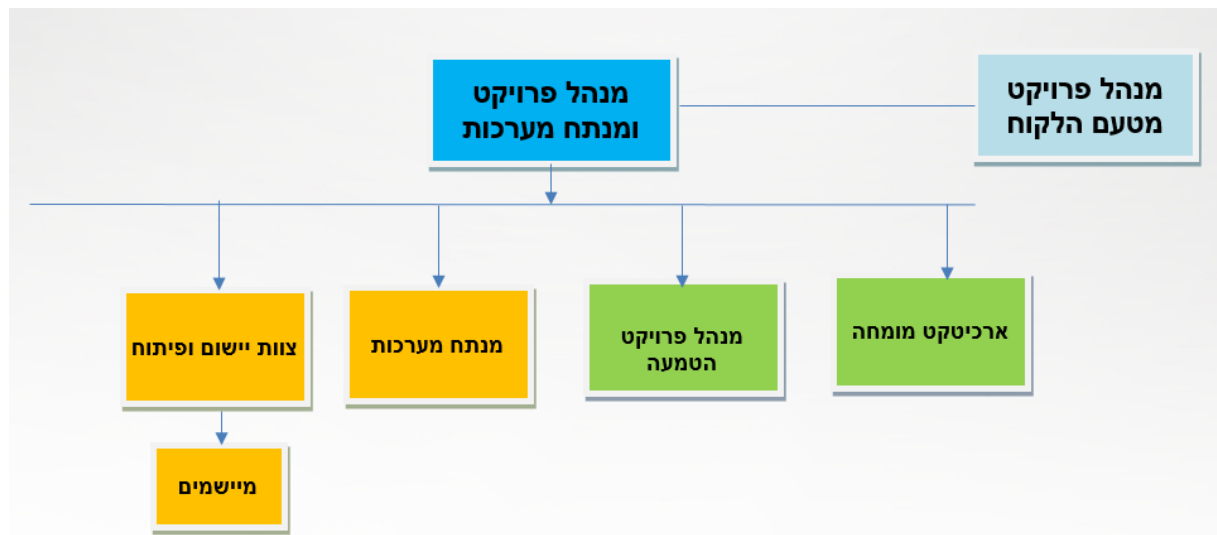 מנהל פרויקט
מטעם הלקוח
מנהל פרויקט
ומנתח מערכות
ארכיטקט מומחה
מנהל פרויקט
הטמעה
מנתח מערכות
צוות יישום ופיתוח
מיישמים